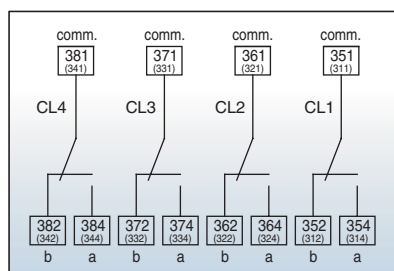 comm. comm. comm. comm.
381 371 361 351
(341) (331) (321) (311)
CL4 CL3 CL2 CL1
382 384 372 374 362 364 352 354
(342) (344) (332) (334) (322) (324) (312) (314)
b a b a b a b a